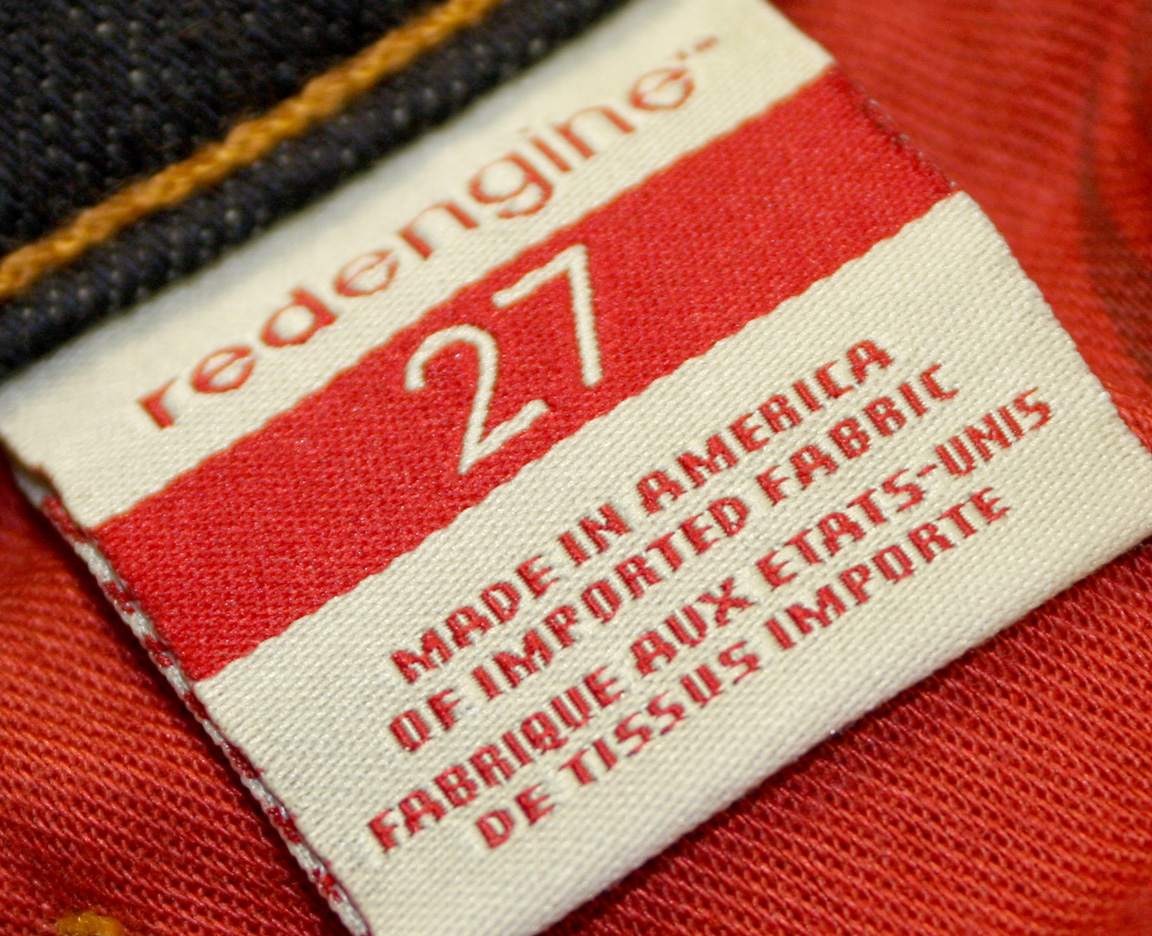 redengine™
27
MADE IN AMERICA
OF IMPORTED FABRIC
FABRIQUE AUX ETATS-UNIS
DE TISSUS IMPORTE